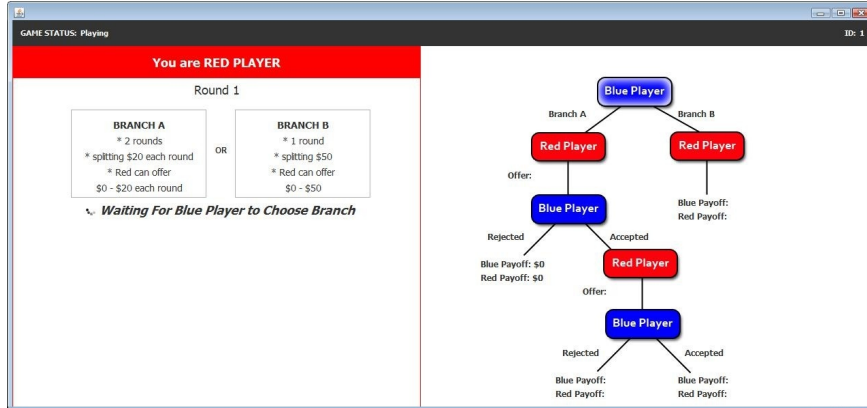 GAME STATUS: Playing
ID: 1
You are RED PLAYER
Round 1
BRANCH A
* 2 rounds
* splitting $20 each round
* Red can offer
$0 - $20 each round
OR
BRANCH B
* 1 round
* splitting $50
* Red can offer
$0 - $50
Waiting For Blue Player to Choose Branch
Blue Player
Branch A
Branch B
Red Player
Red Player
Offer:
Blue Player
Blue Payoff:
Red Payoff:
Rejected
Accepted
Blue Payoff: $0
Red Payoff: $0
Red Player
Offer:
Blue Player
Rejected
Accepted
Blue Payoff:
Red Payoff:
Blue Payoff:
Red Payoff: